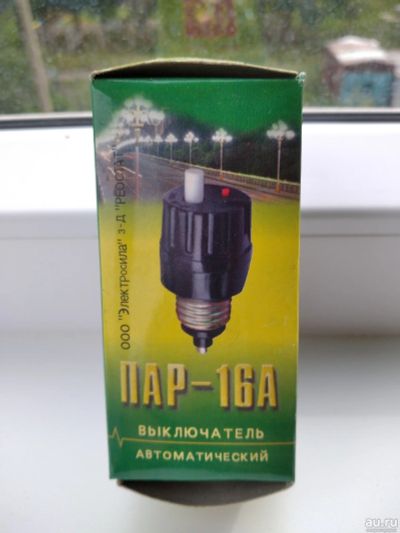 ООО "Электросила" з-д "РЕОСТАТ"
ПАР-16А
ВЫКЛЮЧАТЕЛЬ
АВТОМАТИЧЕСКИЙ
au.ru